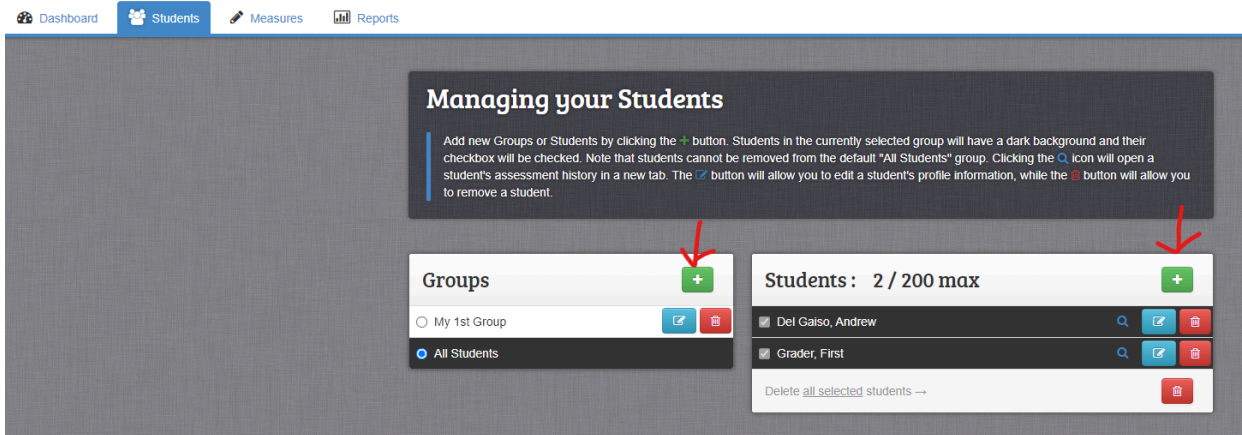 Dashboard Students Measures Reports
Managing your Students
Add new Groups or Students by clicking the + button. Students in the currently selected group will have a dark background and their
checkbox will be checked. Note that students cannot be removed from the default "All Students" group. Clicking the icon will open a
student's assessment history in a new tab. The button will allow you to edit a student's profile information, while the button will allow you
to remove a student.
Groups +
My 1st Group
All Students
Students : 2 / 200 max +
Del Gaiso, Andrew
Grader, First
Delete all selected students →